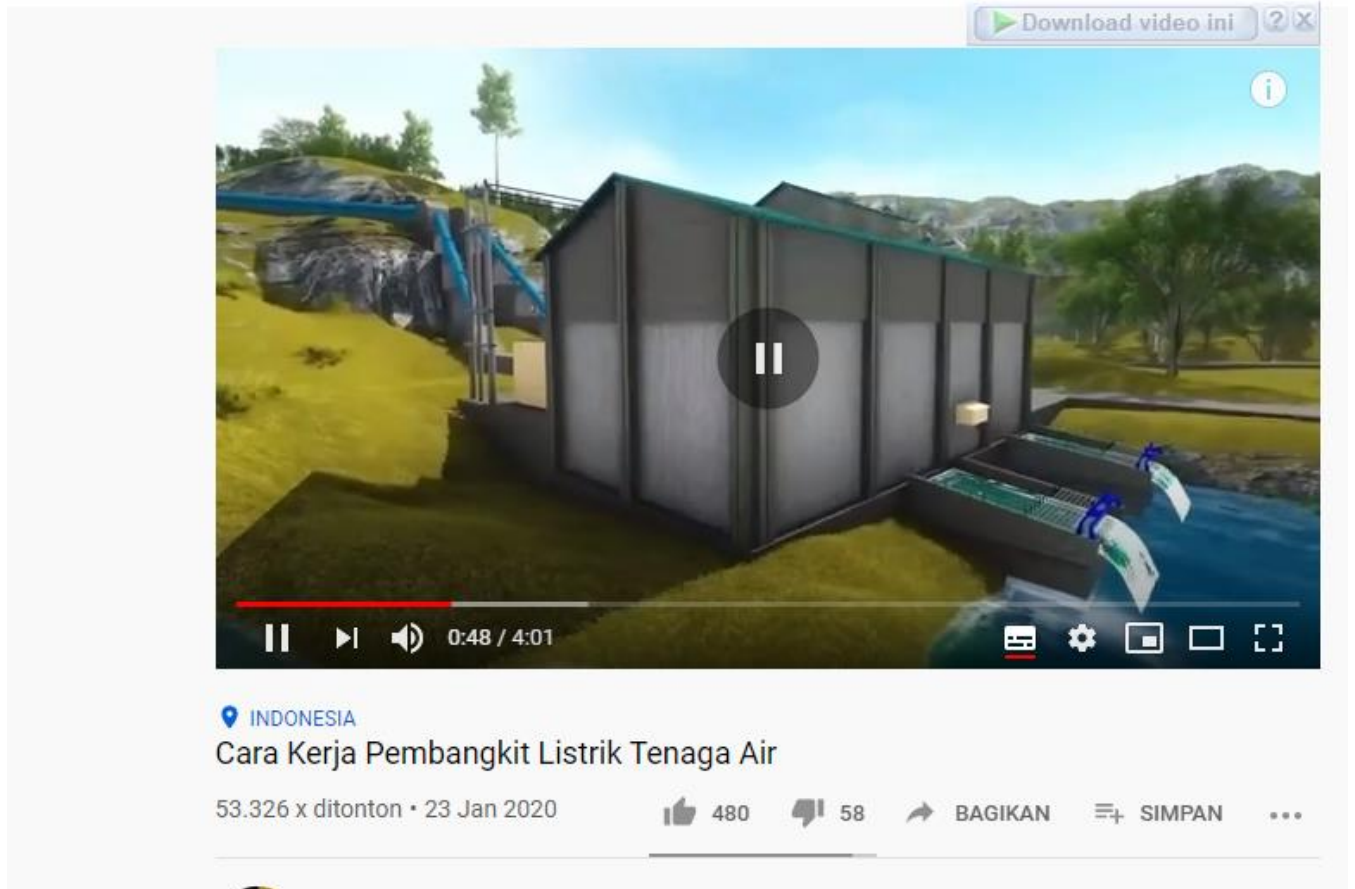 Download video ini ? X
i
0:48 / 4:01
INDONESIA
Cara Kerja Pembangkit Listrik Tenaga Air
53.326 x ditonton • 23 Jan 2020 480 58 BAGIKAN SIMPAN ...